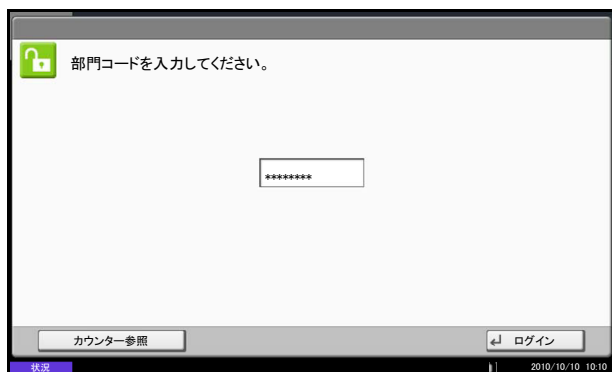 部門コードを入力してください。
********
カウンター参照
ログイン
状況
2010/10/10 10:10